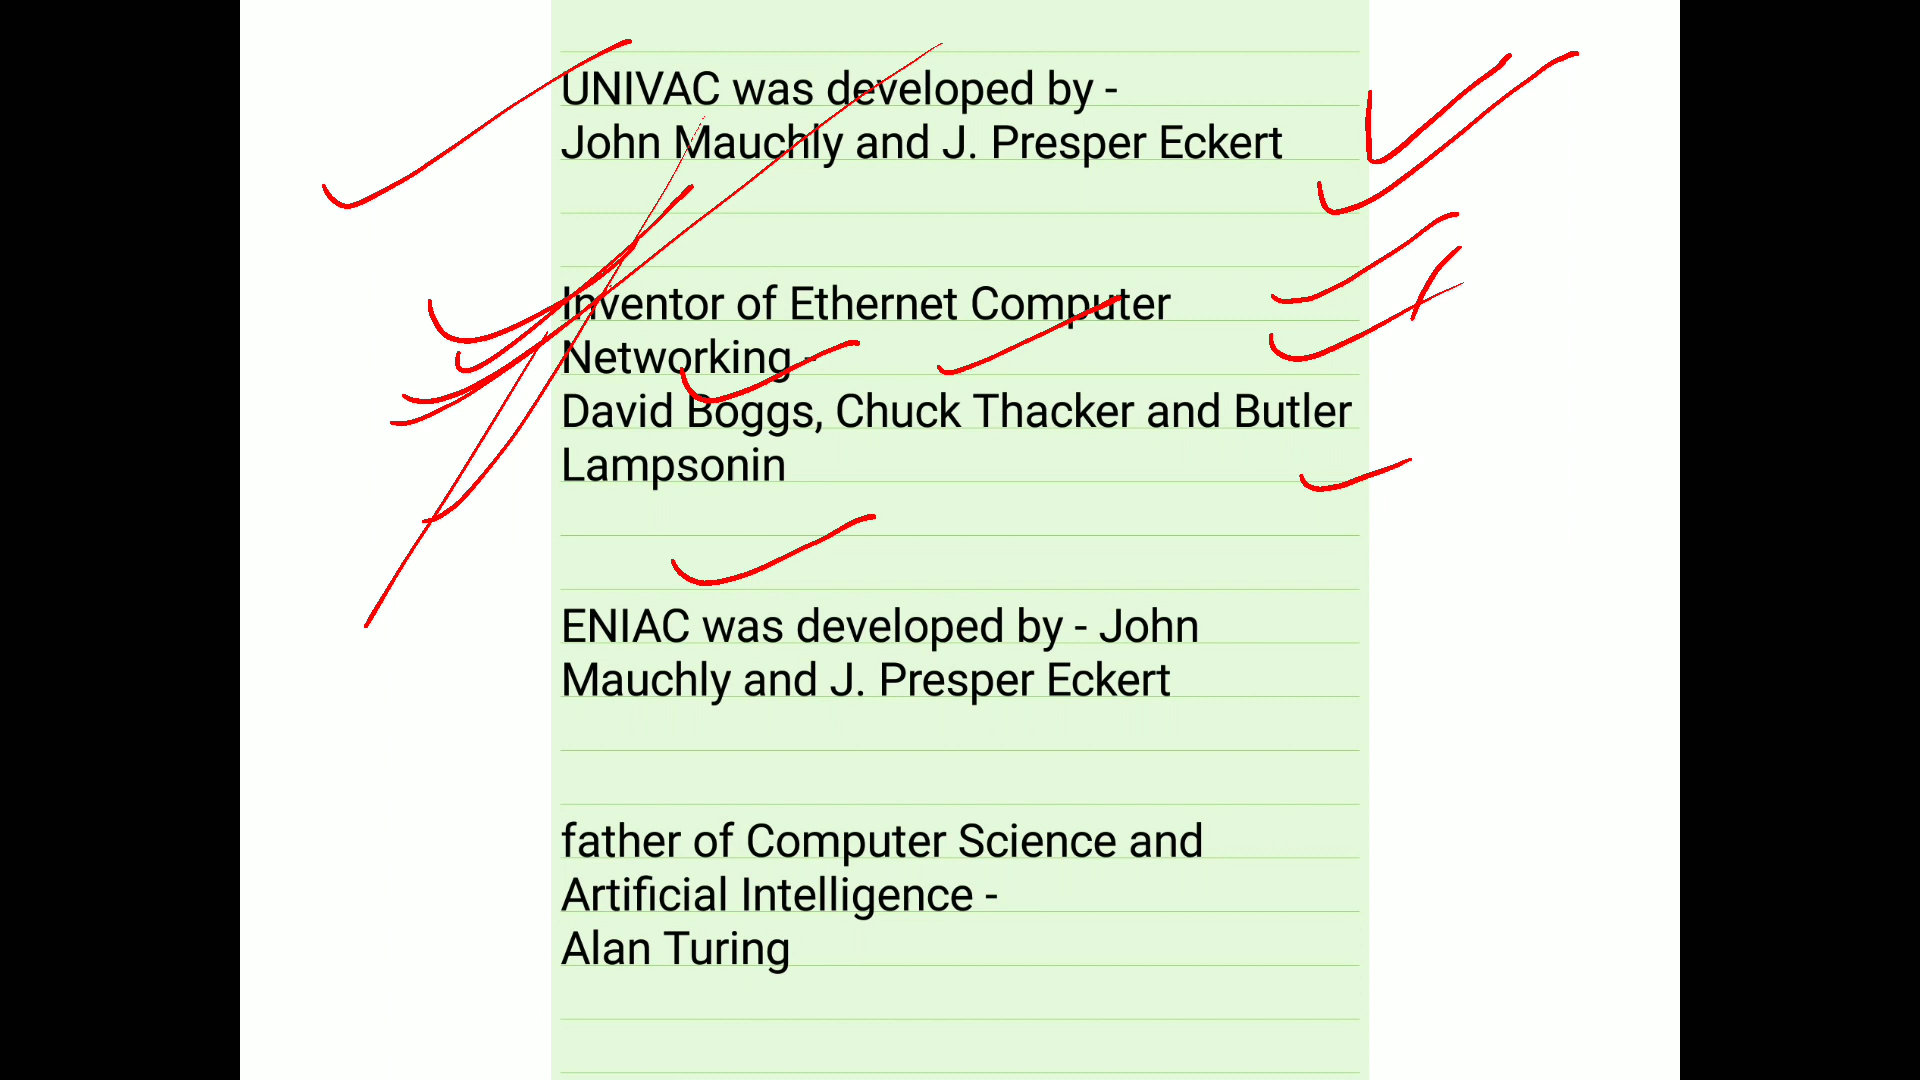 UNIVAC was developed by -
John Mauchly and J. Presper Eckert
Inventor of Ethernet Computer
Networking -
David Boggs, Chuck Thacker and Butler
Lampsonin
ENIAC was developed by - John
Mauchly and J. Presper Eckert
father of Computer Science and
Artificial Intelligence -
Alan Turing